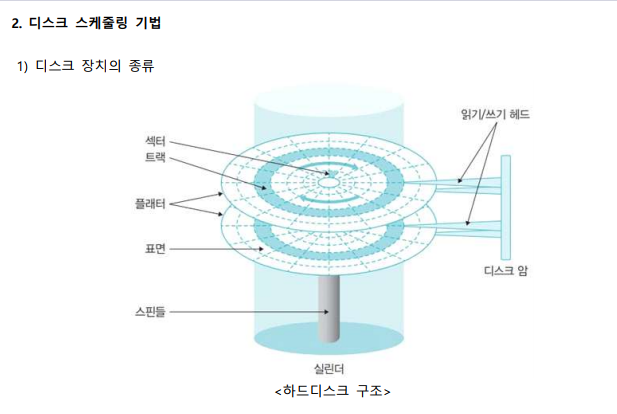 2. 디스크 스케줄링 기법
1) 디스크 장치의 종류
읽기/쓰기 헤드
섹터
트랙
플래터
표면
디스크 암
스핀들
실린더
<하드디스크 구조>